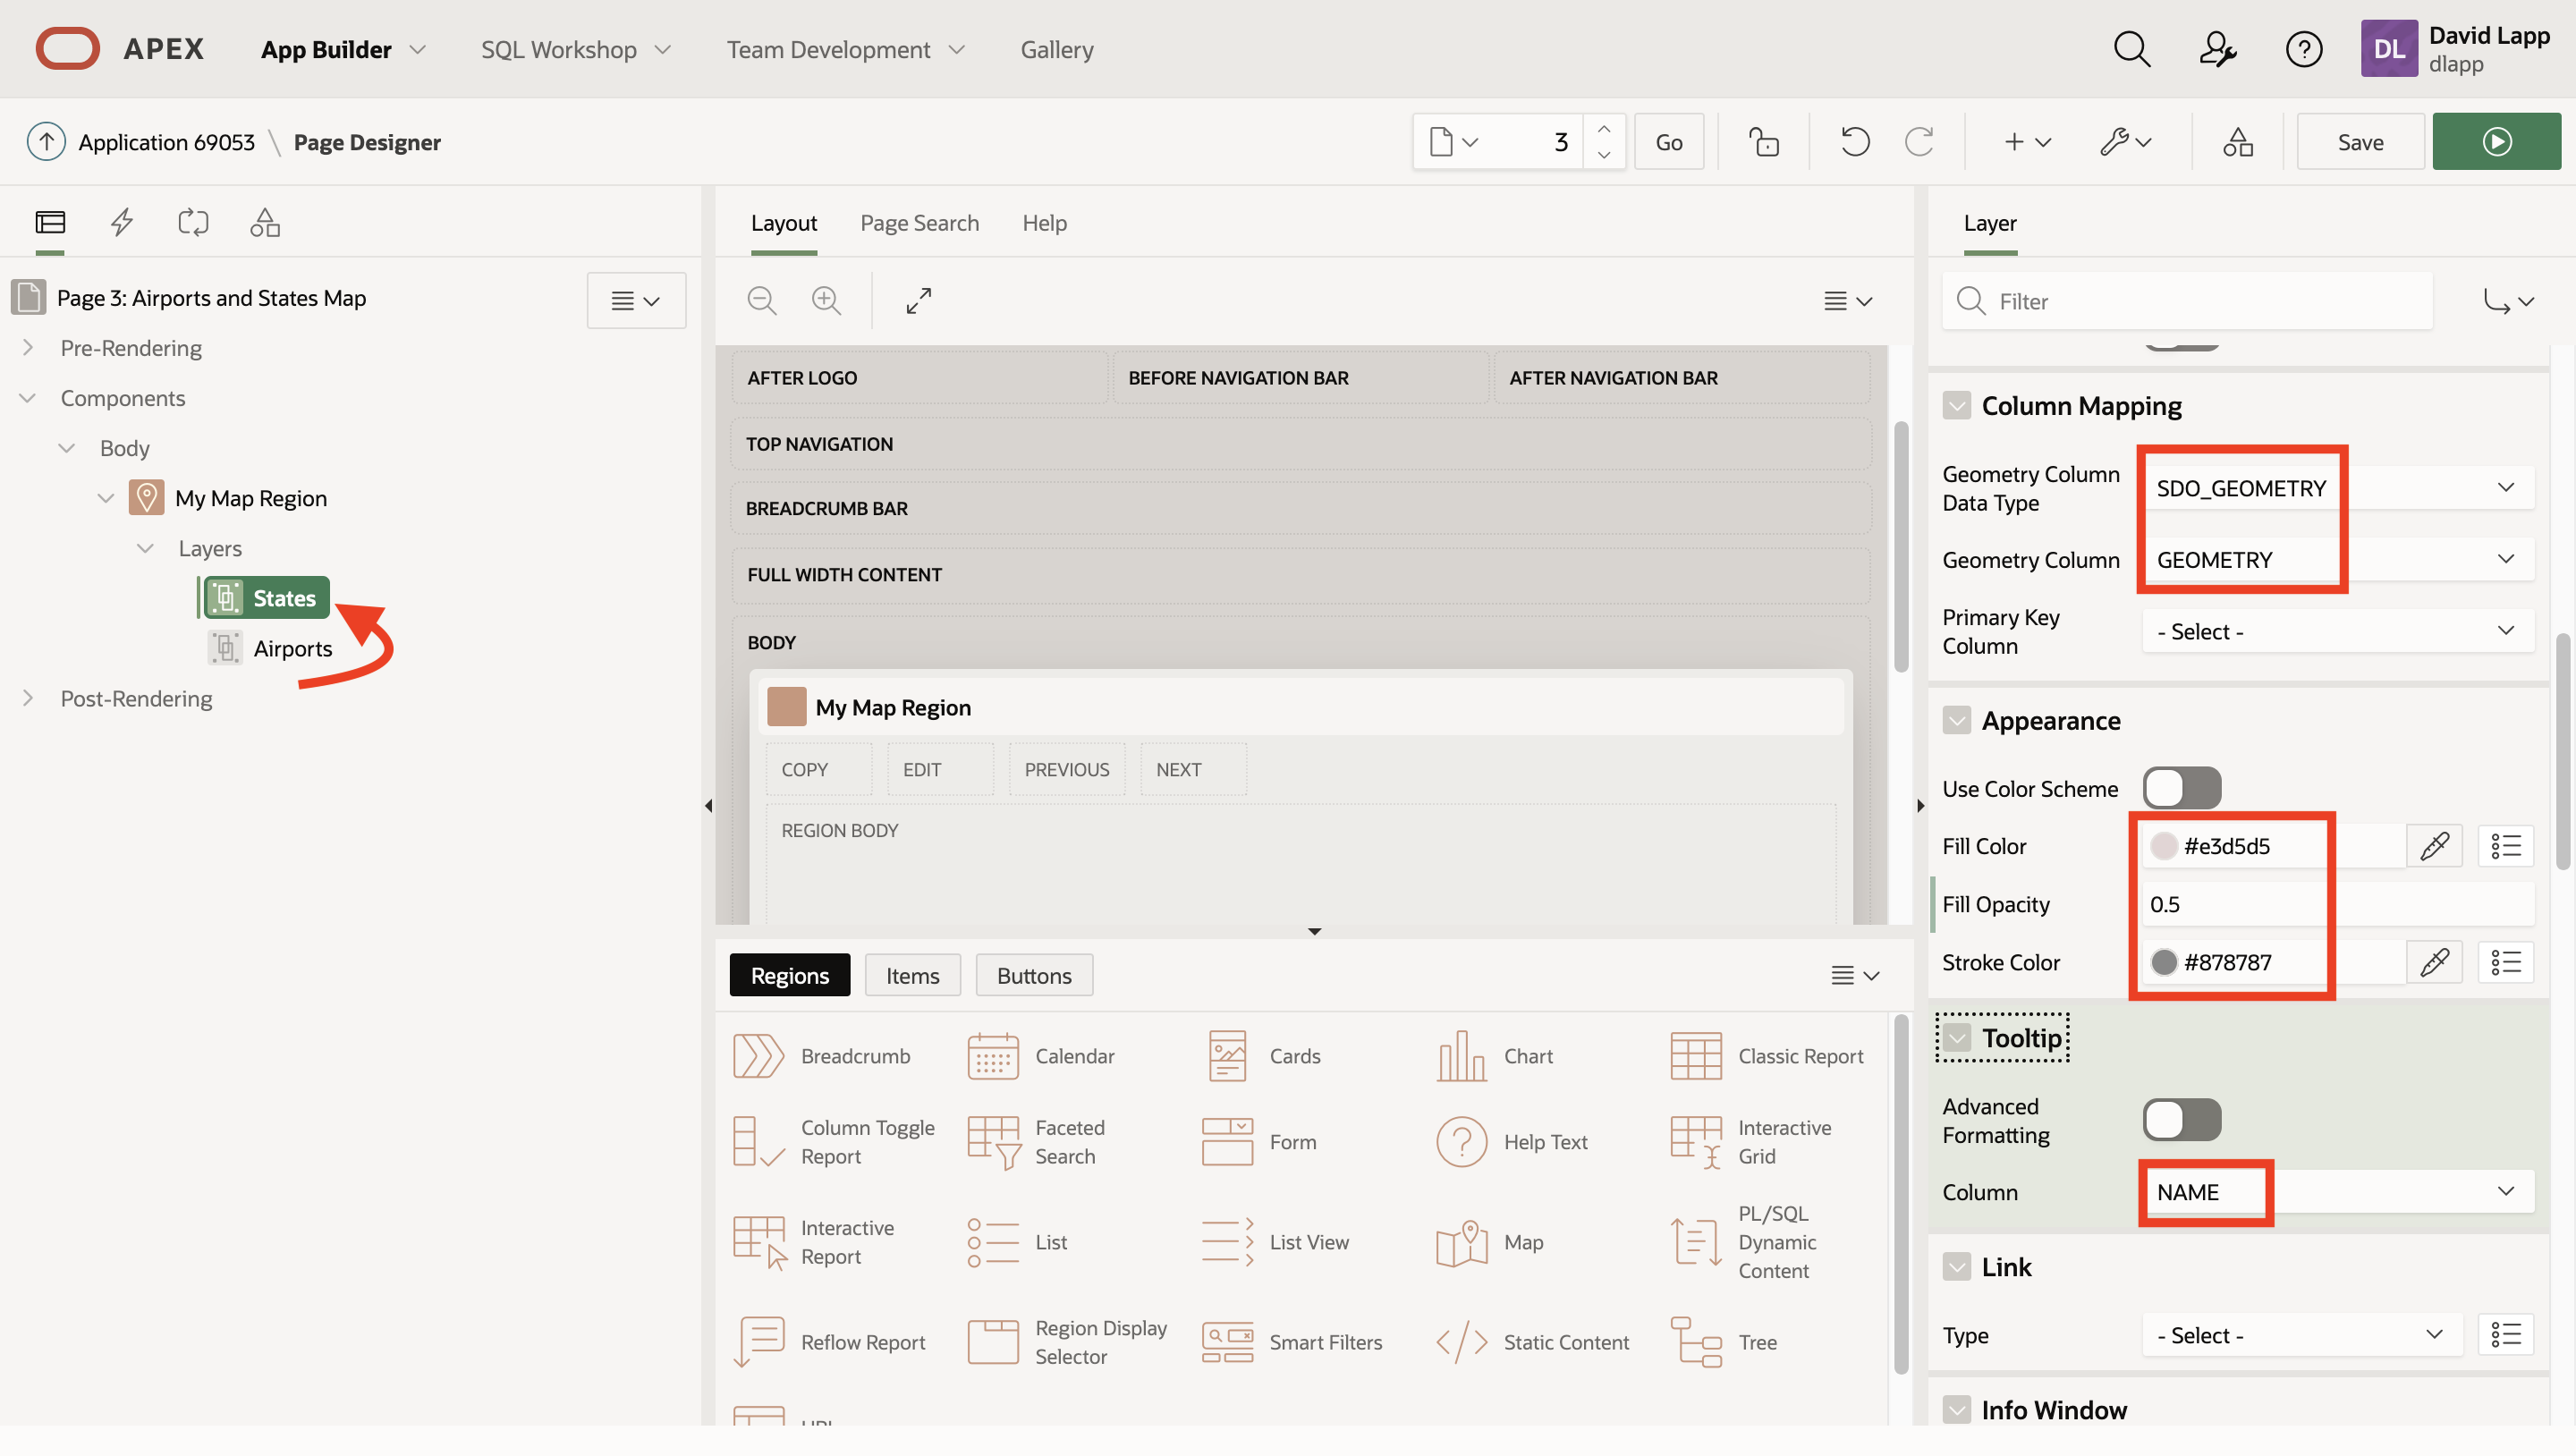 APEX
App Builder
SQL Workshop
Team Development
Gallery
DL
David Lapp
dlapp
Application 69053
Page Designer
3
Go
Save
Page 3: Airports and States Map
Pre-Rendering
Components
Body
My Map Region
Layers
States
Airports
Post-Rendering
Layout
Page Search
Help
AFTER LOGO
BEFORE NAVIGATION BAR
AFTER NAVIGATION BAR
TOP NAVIGATION
BREADCRUMB BAR
FULL WIDTH CONTENT
BODY
My Map Region
COPY
EDIT
PREVIOUS
NEXT
REGION BODY
Regions
Items
Buttons
Breadcrumb
Calendar
Cards
Chart
Classic Report
Column Toggle
Report
Faceted
Search
Form
Help Text
Interactive
Grid
Interactive
Report
List
List View
Map
PL/SQL
Dynamic
Content
Reflow Report
Region Display
Selector
Smart Filters
Static Content
Tree
Layer
Filter
Column Mapping
Geometry Column
Data Type
SDO_GEOMETRY
Geometry Column
GEOMETRY
Primary Key
Column
- Select -
Appearance
Use Color Scheme
Fill Color
#e3d5d5
Fill Opacity
0.5
Stroke Color
#878787
Tooltip
Advanced
Formatting
Column
NAME
Link
Type
- Select -
Info Window